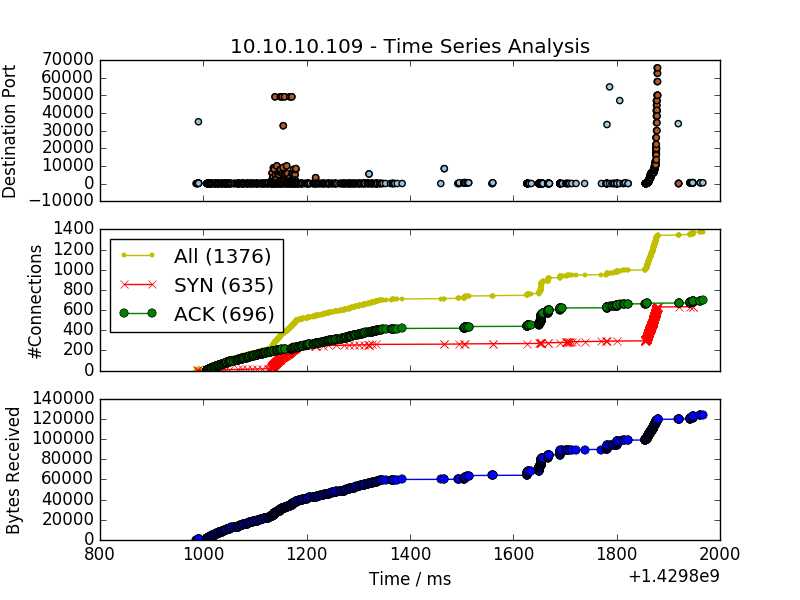 10.10.10.109 - Time Series Analysis
Destination Port
70000
60000
50000
40000
30000
20000
10000
0
−10000
#Connections
1400
1200
1000
800
600
400
200
0
All (1376)
SYN (635)
ACK (696)
Bytes Received
140000
120000
100000
80000
60000
40000
20000
0
800 1000 1200 1400 1600 1800 2000
Time / ms
+1.4298e9